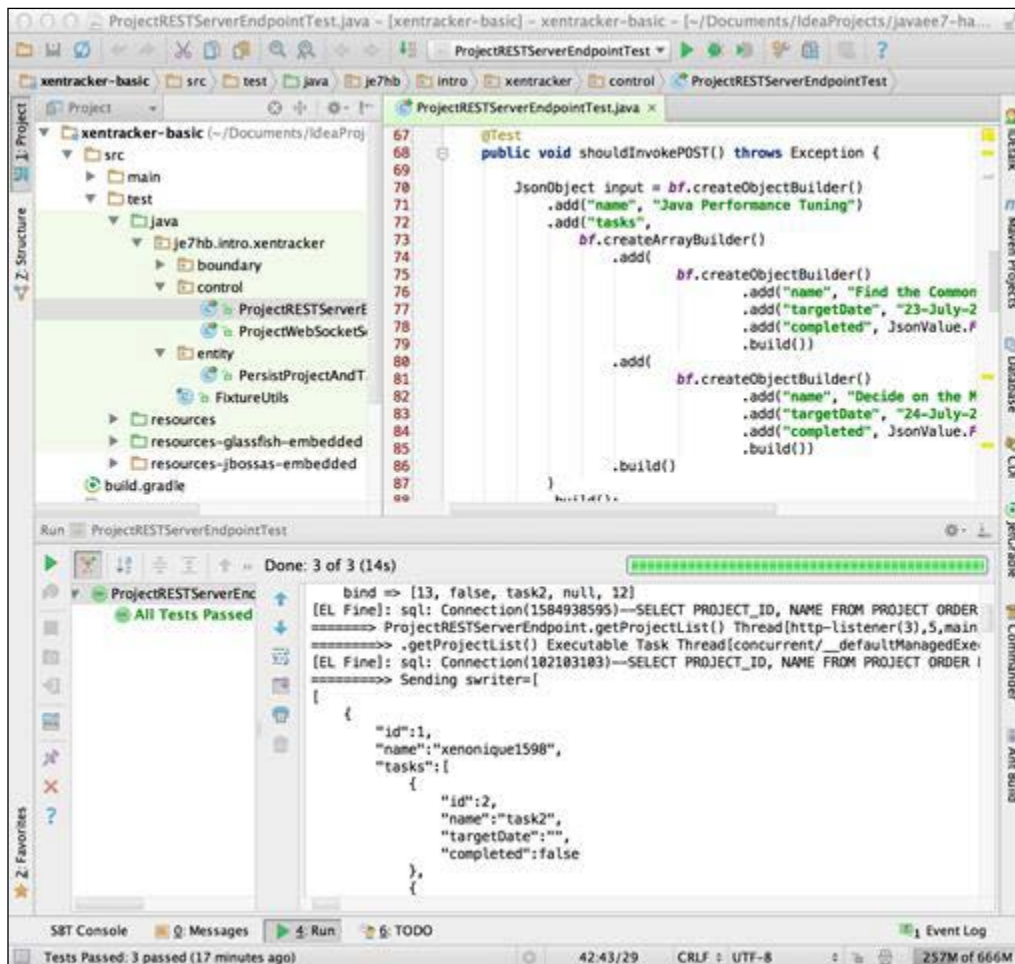 ProjectRESTServerEndpointTest.java - [xentracker-basic] - xentracker-basic - [~/Documents/IdeaProjects/javaee7-ha...
ProjectRESTServerEndpointTest
?
xentracker-basic src test java je7hb intro xentracker control ProjectRESTServerEndpointTest
1: Project
Z: Structure
2: Favorites
Project
xentracker-basic (~/Documents/IdeaProj
src
main
test
java
je7hb.intro.xentracker
boundary
control
ProjectRESTServerE
ProjectWebSocketS
entity
PersistProjectAndT
FixtureUtils
resources
resources-glassfish-embedded
resources-jbossas-embedded
build.gradle
ProjectRESTServerEndpointTest.java ×
67 @Test
68 public void shouldInvokePOST() throws Exception {
69
70 JsonObject input = bf.createObjectBuilder()
71 .add("name", "Java Performance Tuning")
72 .add("tasks",
73 bf.createArrayBuilder()
74 .add(
75 bf.createObjectBuilder()
76 .add("name", "Find the Common
77 .add("targetDate", "23-July-2
78 .add("completed", JsonValue.F
79 .build())
80 .add(
81 bf.createObjectBuilder()
82 .add("name", "Decide on the M
83 .add("targetDate", "24-July-2
84 .add("completed", JsonValue.F
85 .build())
86 .build()
87 )
88 .build();
Maven Projects
Database
CDI
JetGradle
Commander
Ant Build
Run ProjectRESTServerEndpointTest
Done: 3 of 3 (14s)
ProjectRESTServerEnc
All Tests Passed
bind => [13, false, task2, null, 12]
[EL Fine]: sql: Connection(1584938595)--SELECT PROJECT_ID, NAME FROM PROJECT ORDER
=======> ProjectRESTServerEndpoint.getProjectList() Thread[http-listener(3),5,main
========>> .getProjectList() Executable Task Thread[concurrent/__defaultManagedExe
[EL Fine]: sql: Connection(102103103)--SELECT PROJECT_ID, NAME FROM PROJECT ORDER
========>> Sending swriter=[
[
{
"id":1,
"name":"xenonique1598",
"tasks":[
{
"id":2,
"name":"task2",
"targetDate":"",
"completed":false
},
{
?
SBT Console 0: Messages 4: Run 6: TODO 1 Event Log
Tests Passed: 3 passed (17 minutes ago) 42:43/29 CRLF UTF-8 257M of 666M